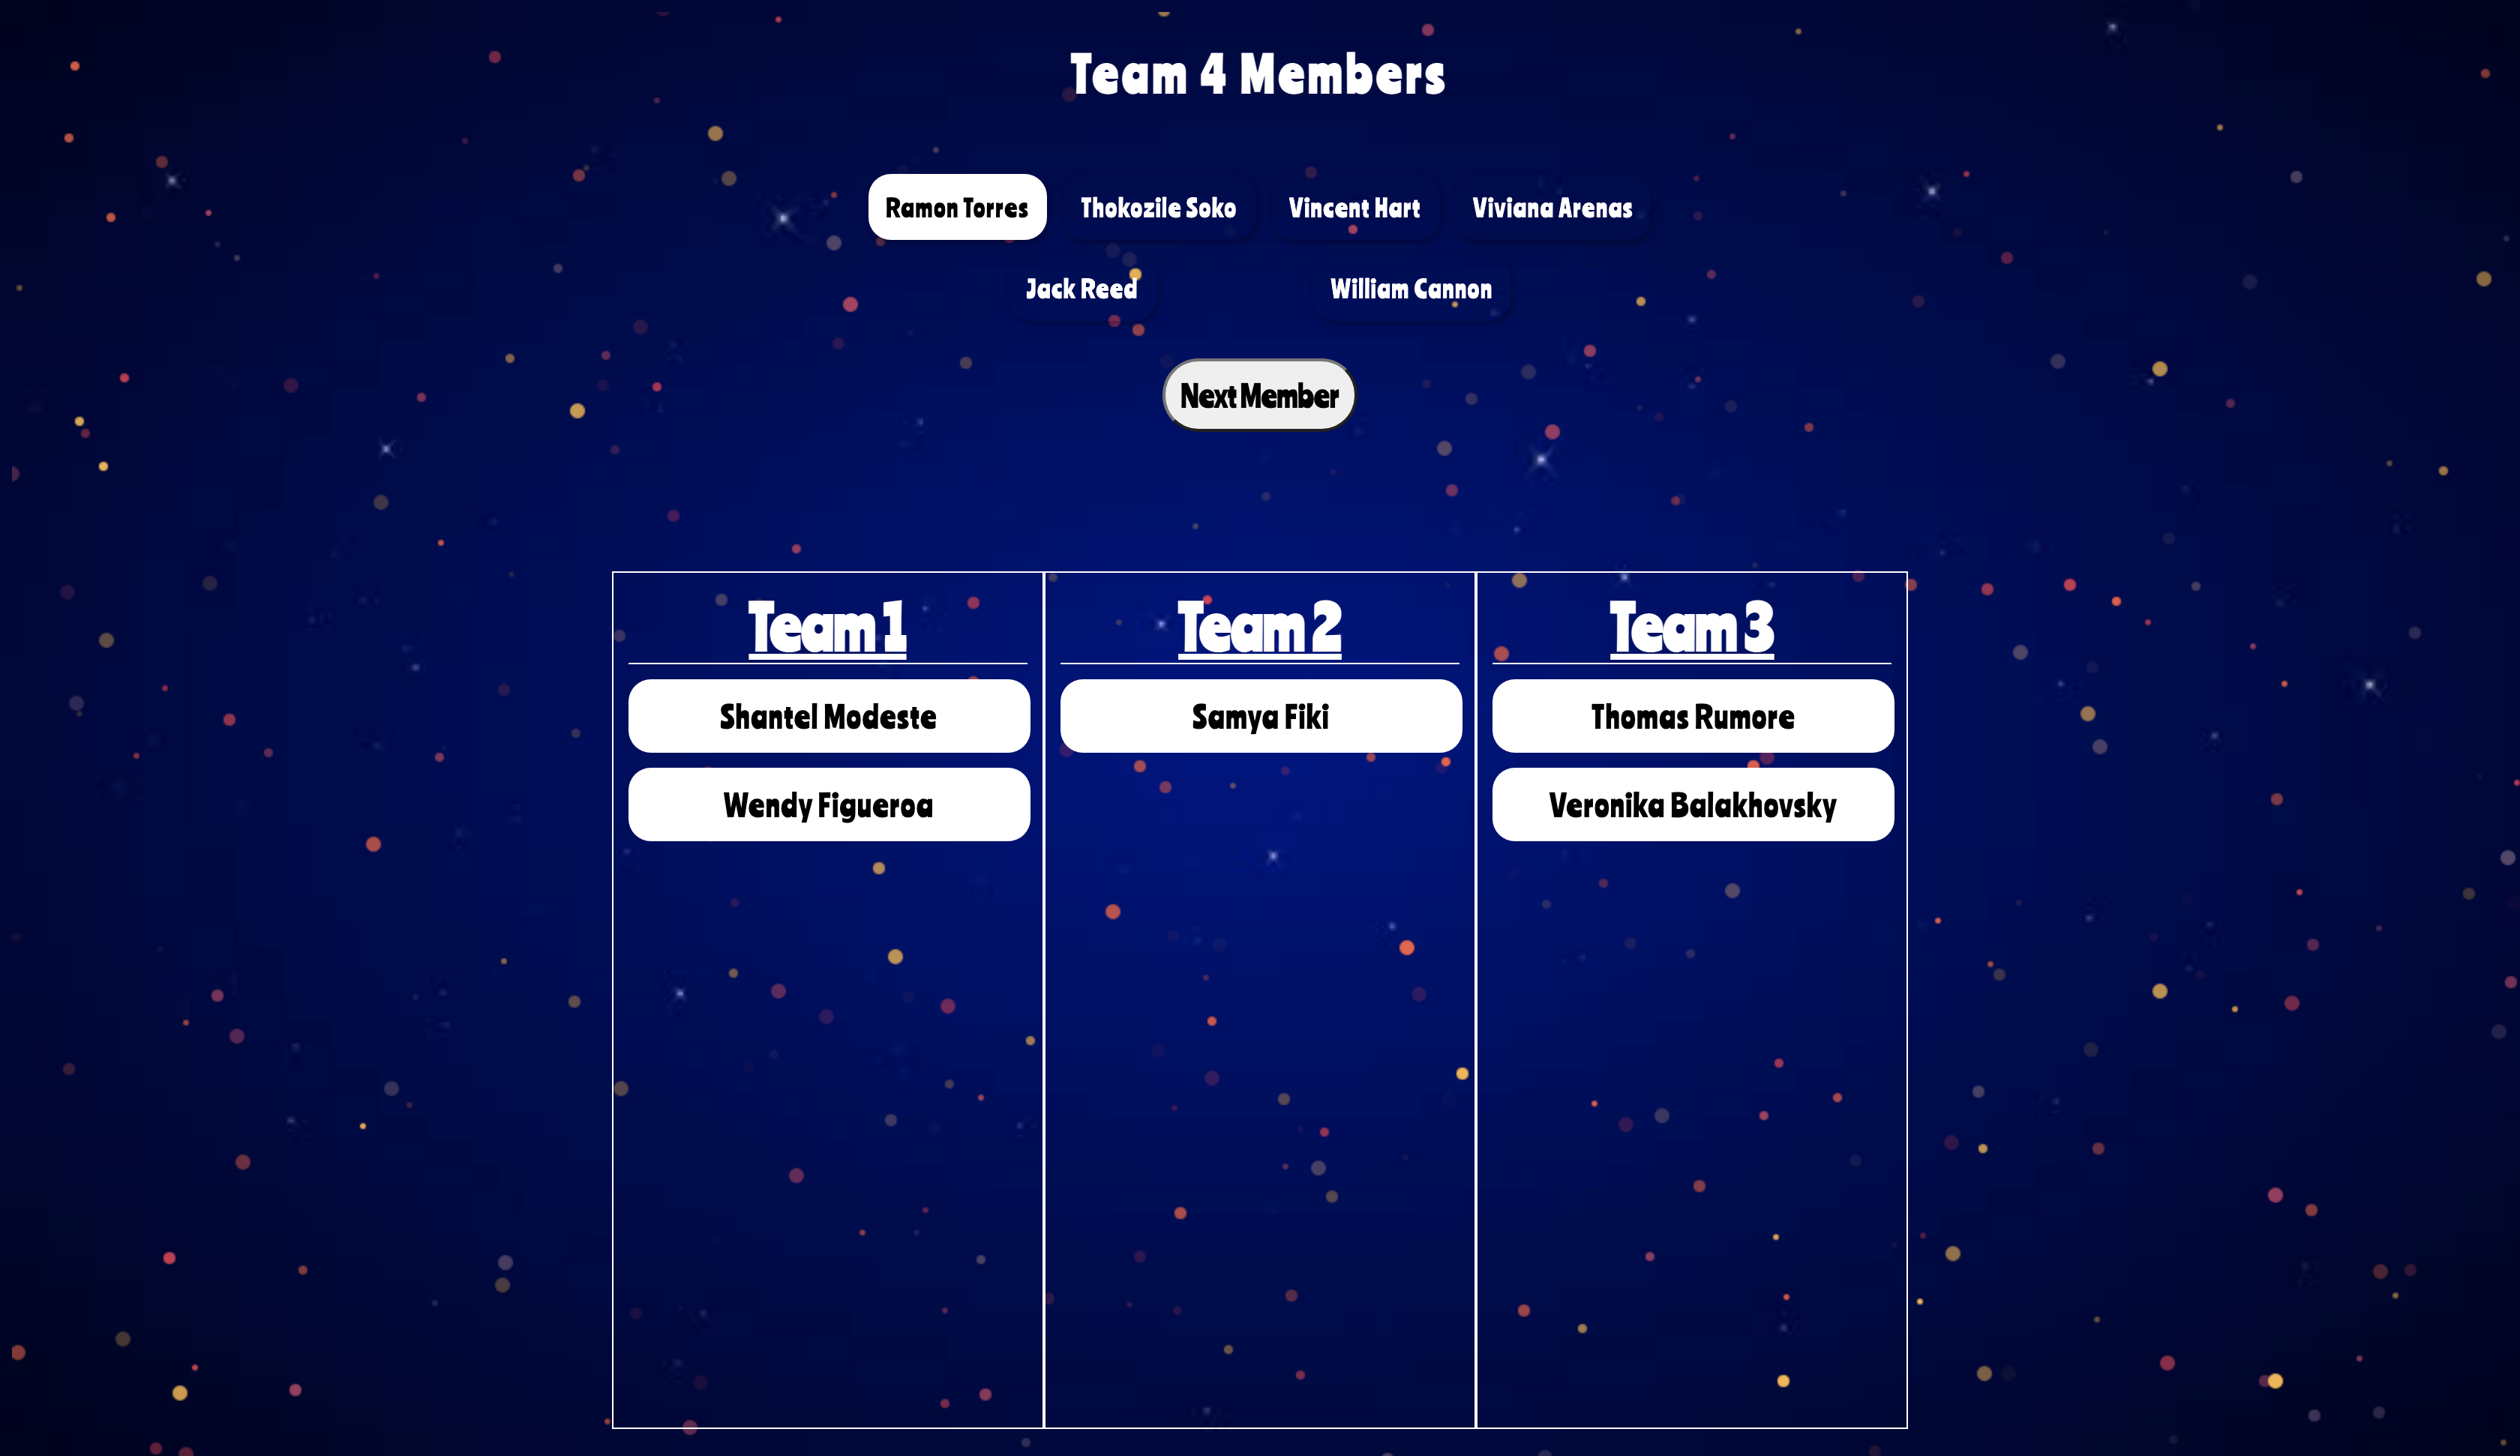 Team 4 Members
Ramon Torres Thokozile Soko Vincent Hart Viviana Arenas
Jack Reed William Cannon
Next Member
Team 1
Shantel Modeste
Wendy Figueroa
Team 2
Samya Fiki
Team 3
Thomas Rumore
Veronika Balakhovsky